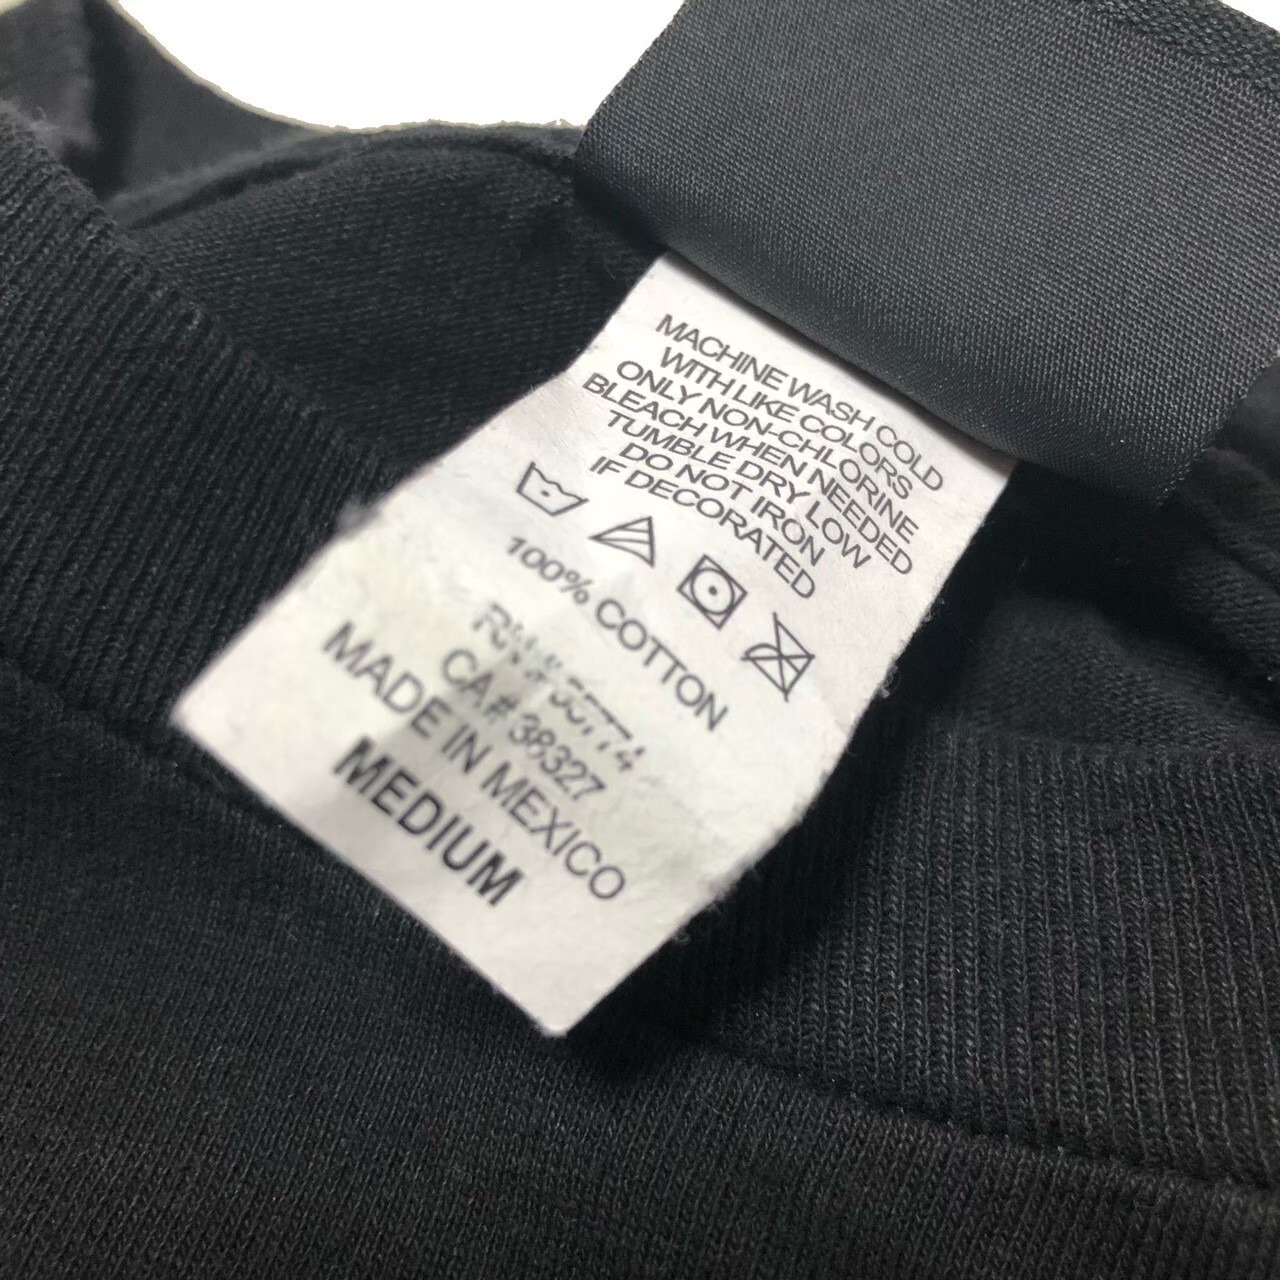 MACHINE WASH COLD
WITH LIKE COLORS
ONLY NON-CHLORINE
BLEACH WHEN NEEDED
TUMBLE DRY LOW
DO NOT IRON
IF DECORATED
100% COTTON
CA# 38327
MADE IN MEXICO
MEDIUM